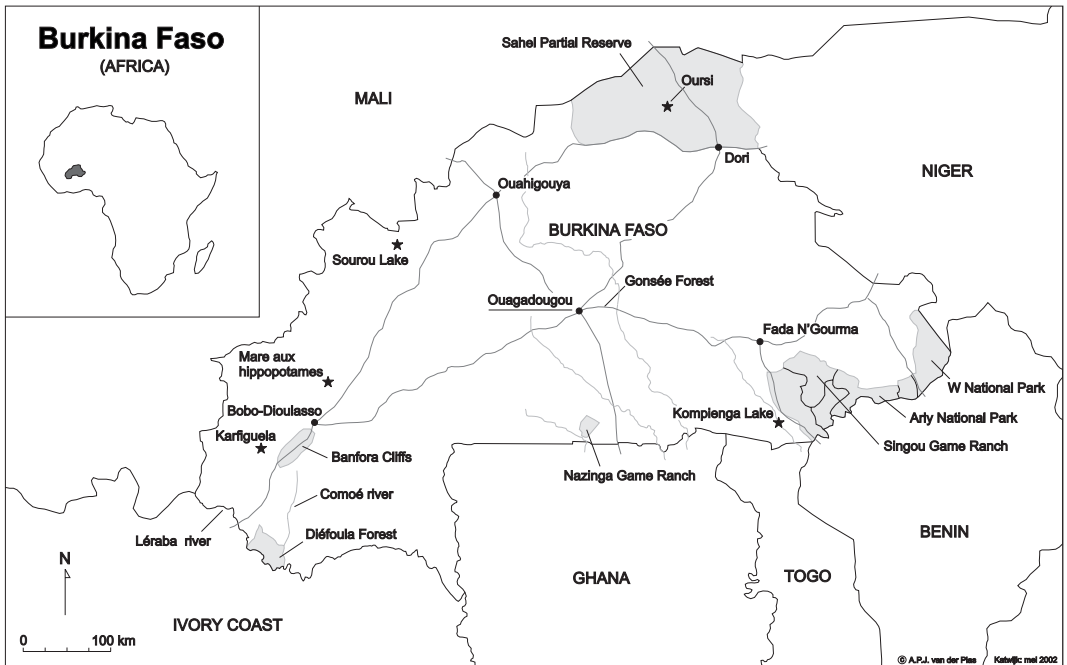 Burkina Faso
(AFRICA)
MALI
Sahel Partial Reserve
Oursi
Dori
NIGER
Ouahigouya
BURKINA FASO
Sourou Lake
Gonsée Forest
Ouagadougou
Fada N'Gourma
Mare aux
hippopotames
W National Park
Bobo-Dioulasso
Kompienga Lake
Arly National Park
Karfiguela
Singou Game Ranch
Banfora Cliffs
Nazinga Game Ranch
Comoé river
Léraba river
Diéfoula Forest
BENIN
N
GHANA
TOGO
IVORY COAST
0 100 km
© A.P.J. van der Plas Katwijk: mei 2002